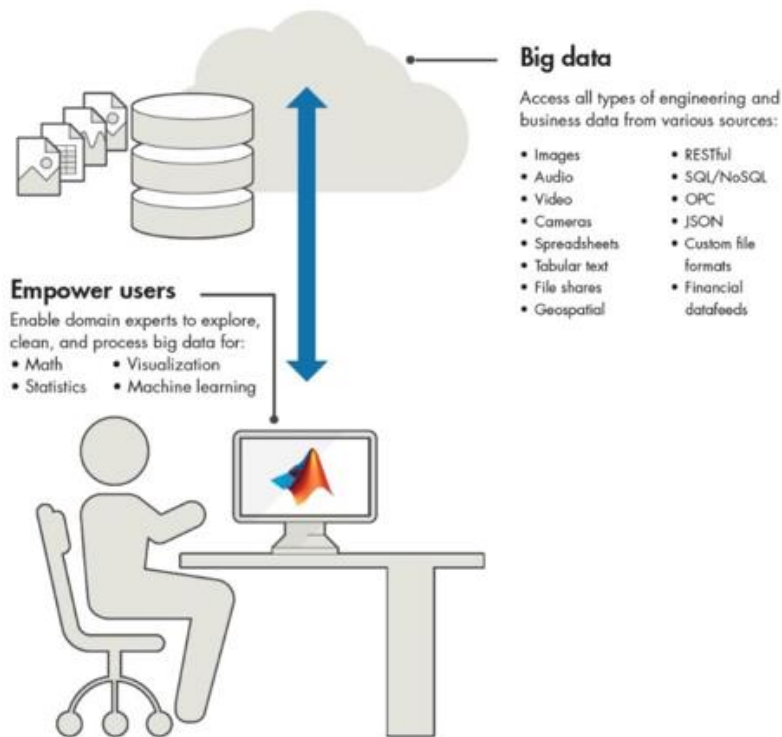 Big data
Access all types of engineering and
business data from various sources:
• Images
• Audio
• Video
• Cameras
• Spreadsheets
• Tabular text
• File shares
• Geospatial
• RESTful
• SQL/NoSQL
• OPC
• JSON
• Custom file
formats
• Financial
datafeeds
Empower users
Enable domain experts to explore,
clean, and process big data for:
• Math
• Statistics
• Visualization
• Machine learning